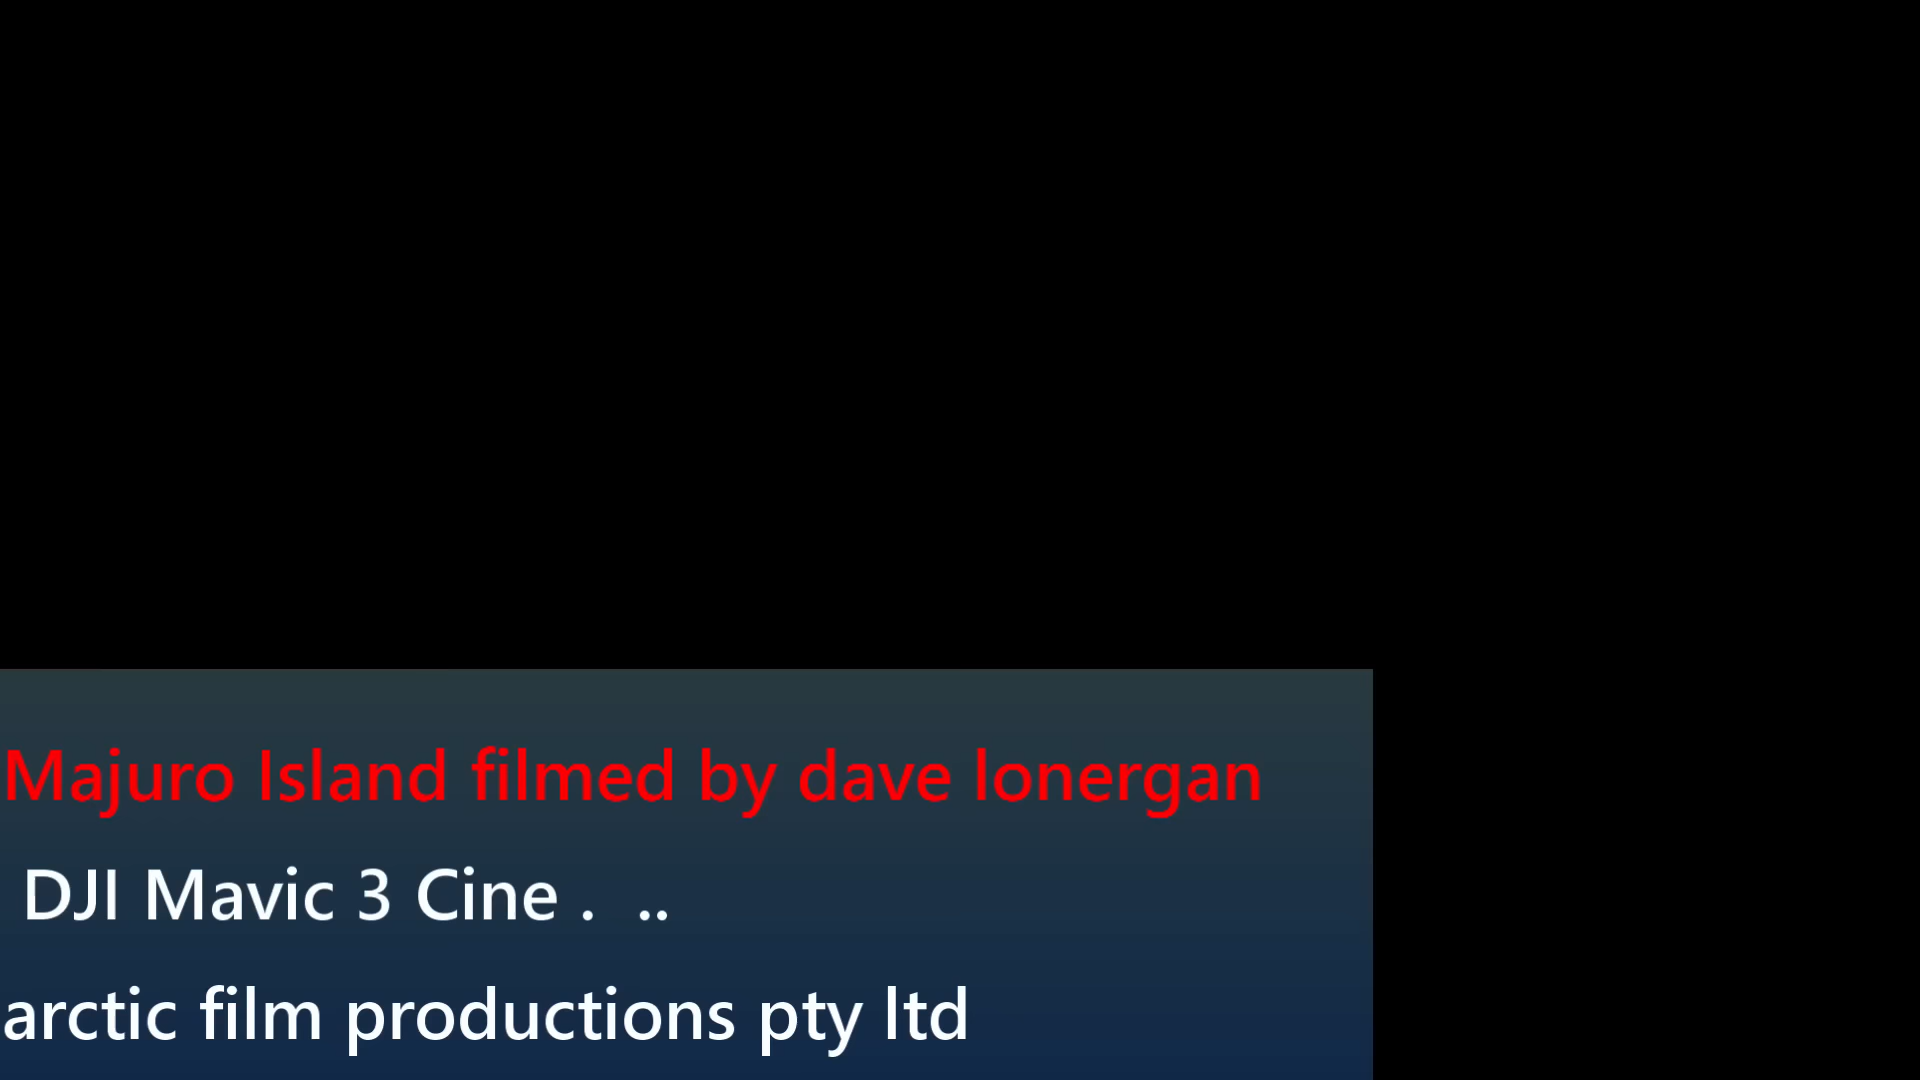 Majuro Island filmed by dave lonergan
DJI Mavic 3 Cine .  ..
arctic film productions pty ltd